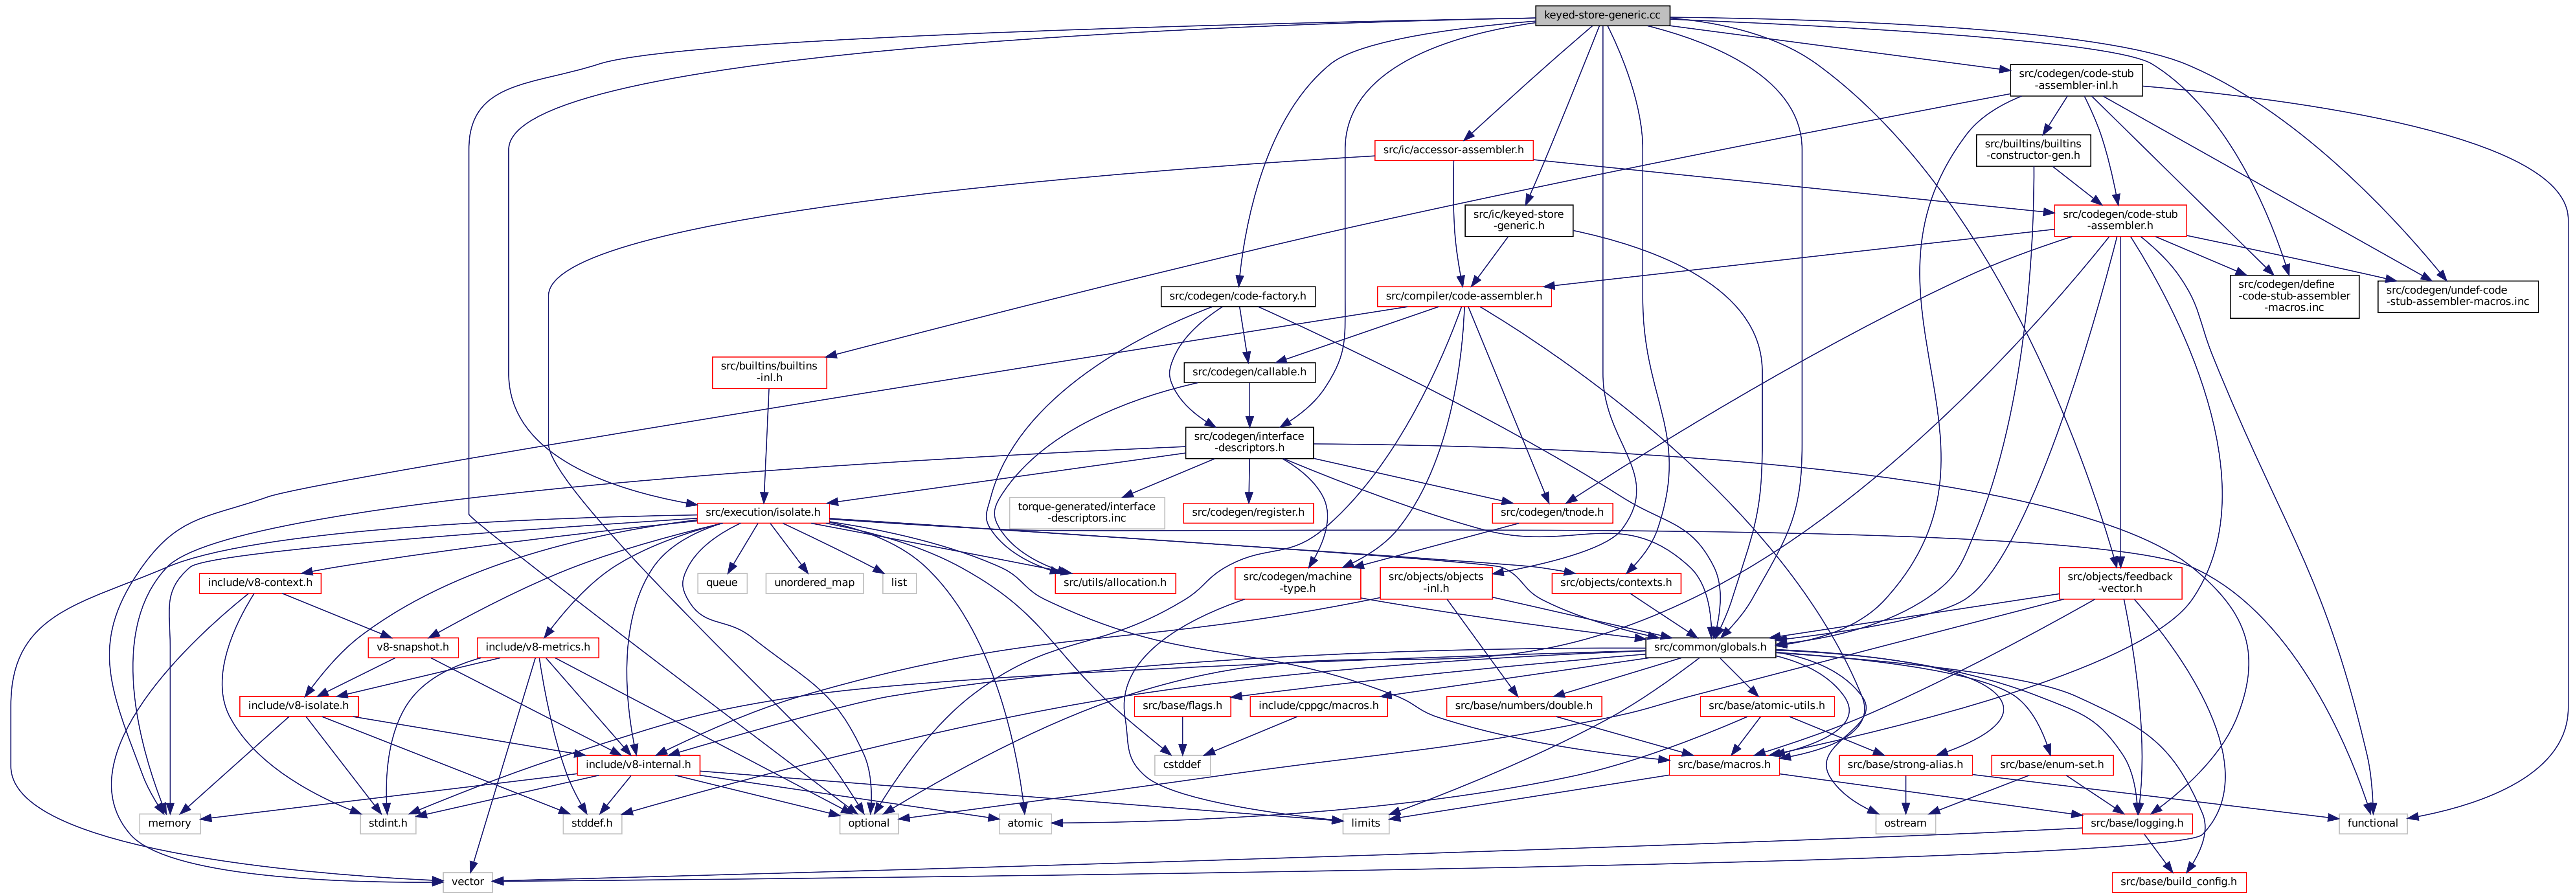 keyed-store-generic.cc
src/codegen/code-stub
-assembler-inl.h
src/ic/accessor-assembler.h
src/builtins/builtins
-constructor-gen.h
src/ic/keyed-store
-generic.h
src/codegen/code-stub
-assembler.h
src/codegen/code-factory.h
src/compiler/code-assembler.h
src/codegen/define
-code-stub-assembler
-macros.inc
src/codegen/undef-code
-stub-assembler-macros.inc
src/builtins/builtins
-inl.h
src/codegen/callable.h
src/codegen/interface
-descriptors.h
src/execution/isolate.h
torque-generated/interface
-descriptors.inc
src/codegen/register.h
src/codegen/tnode.h
include/v8-context.h
queue
unordered_map
list
src/utils/allocation.h
src/codegen/machine
-type.h
src/objects/objects
-inl.h
src/objects/contexts.h
src/objects/feedback
-vector.h
v8-snapshot.h
include/v8-metrics.h
src/common/globals.h
include/v8-isolate.h
src/base/flags.h
include/cppgc/macros.h
src/base/numbers/double.h
src/base/atomic-utils.h
include/v8-internal.h
cstddef
src/base/macros.h
src/base/strong-alias.h
src/base/enum-set.h
memory
stdint.h
stddef.h
optional
atomic
limits
ostream
src/base/logging.h
functional
vector
src/base/build_config.h